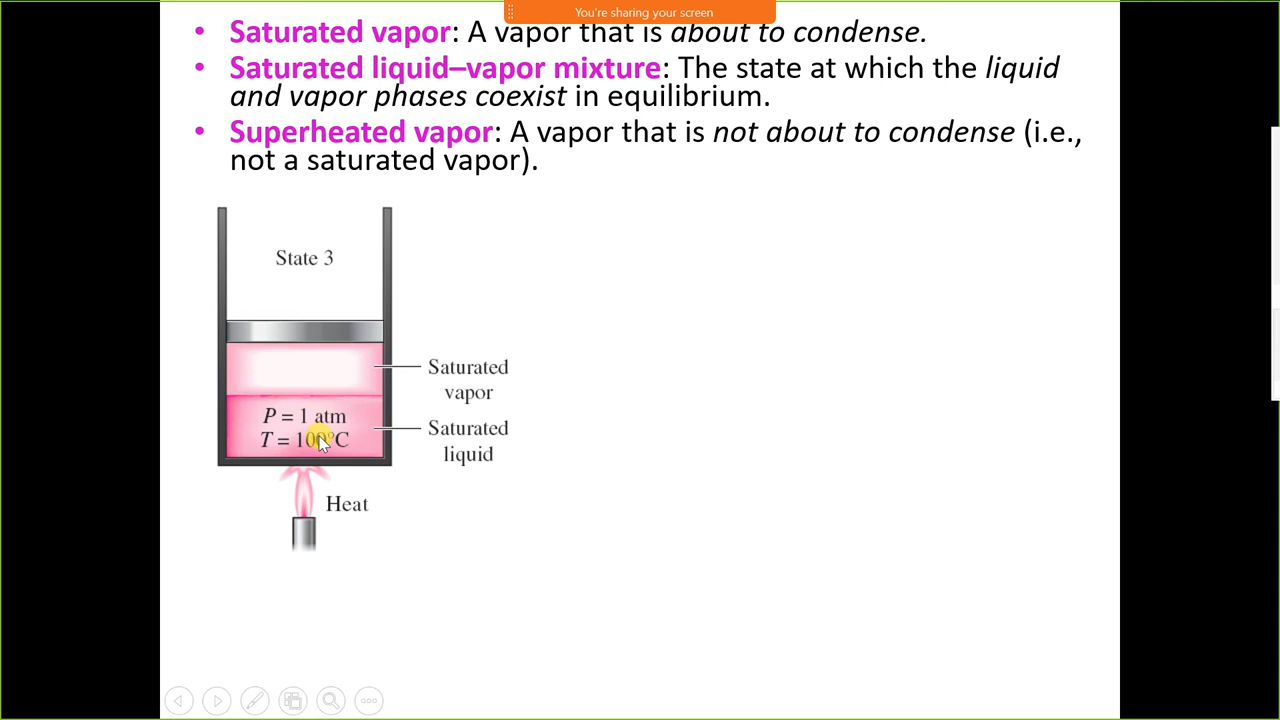 You're sharing your screen
• Saturated vapor: A vapor that is about to condense.
• Saturated liquid–vapor mixture: The state at which the liquid
and vapor phases coexist in equilibrium.
• Superheated vapor: A vapor that is not about to condense (i.e.,
not a saturated vapor).
State 3
Saturated
vapor
P = 1 atm
T = 100°C
Saturated
liquid
Heat